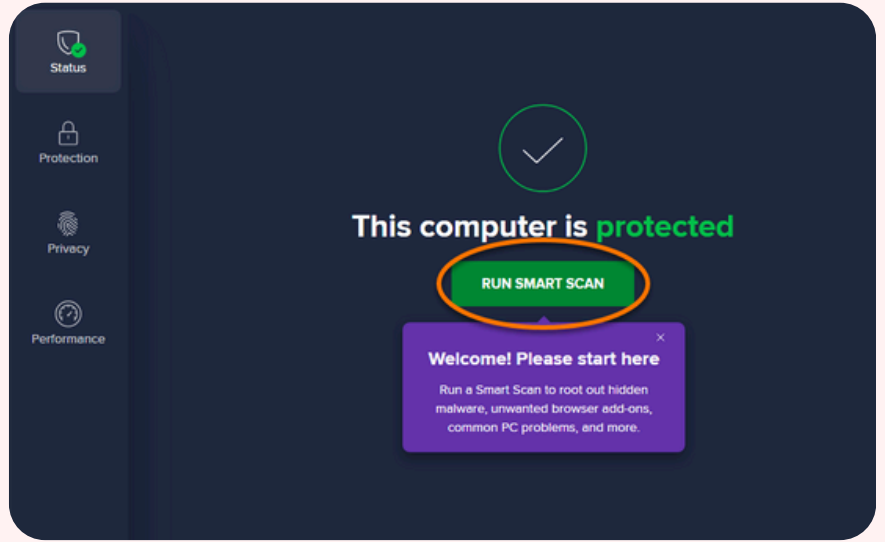 Status
Protection
Privacy
Performance
This computer is protected
RUN SMART SCAN
Welcome! Please start here
Run a Smart Scan to root out hidden
malware, unwanted browser add-ons,
common PC problems, and more.